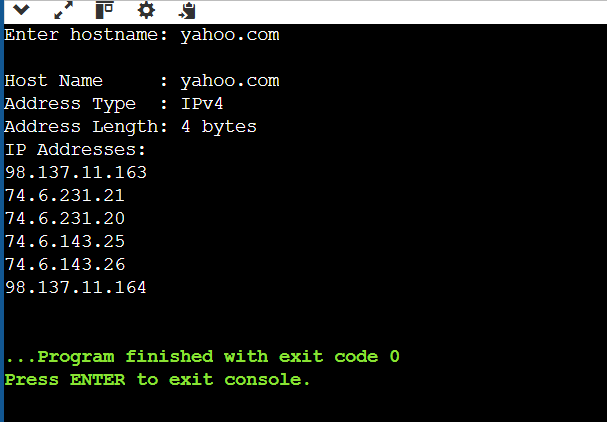 Enter hostname: yahoo.com
Host Name     : yahoo.com
Address Type  : IPv4
Address Length: 4 bytes
IP Addresses:
98.137.11.163
74.6.231.21
74.6.231.20
74.6.143.25
74.6.143.26
98.137.11.164
...Program finished with exit code 0
Press ENTER to exit console.